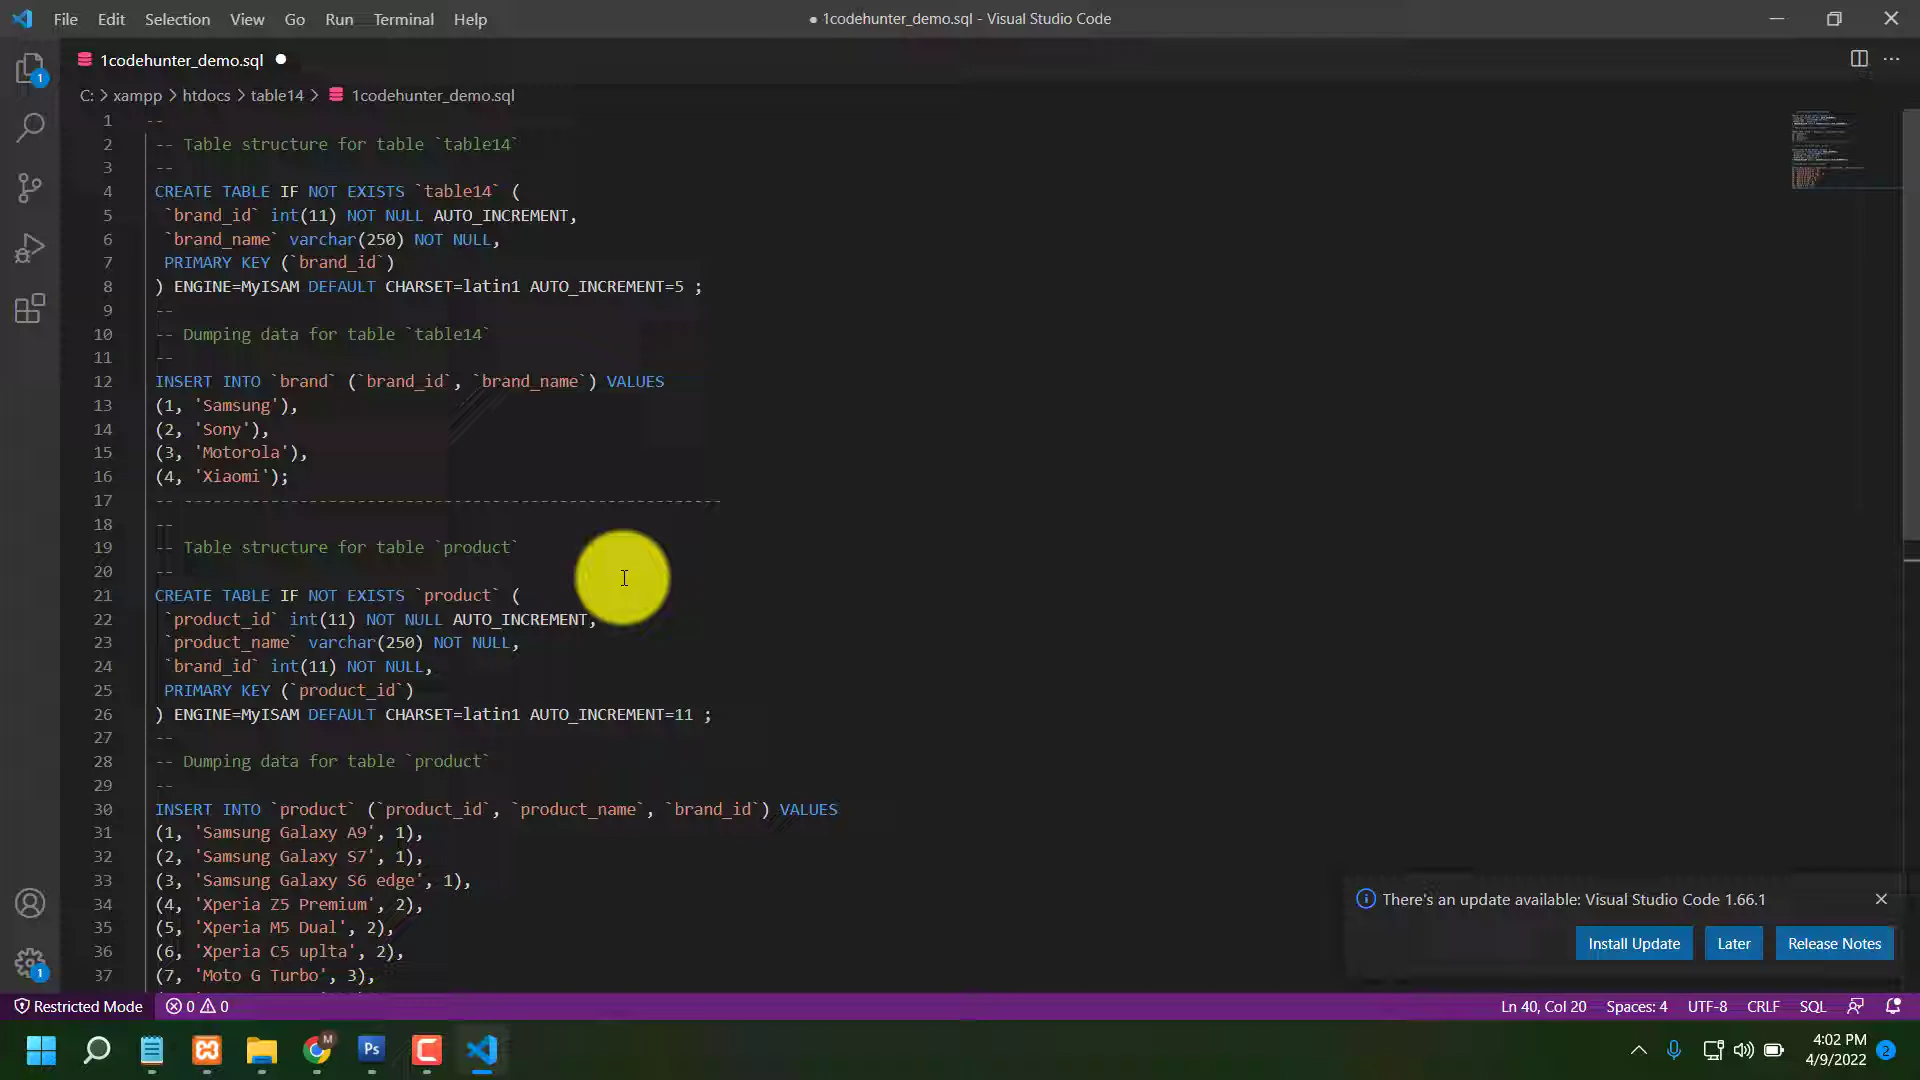 File Edit Selection View Go Run Terminal Help
● 1codehunter_demo.sql - Visual Studio Code
1codehunter_demo.sql ●
C: > xampp > htdocs > table14 > 1codehunter_demo.sql
1 --
2 -- Table structure for table `table14`
3 --
4 CREATE TABLE IF NOT EXISTS `table14` (
5 `brand_id` int(11) NOT NULL AUTO_INCREMENT,
6 `brand_name` varchar(250) NOT NULL,
7 PRIMARY KEY (`brand_id`)
8 ) ENGINE=MyISAM DEFAULT CHARSET=latin1 AUTO_INCREMENT=5 ;
9 --
10 -- Dumping data for table `table14`
11 --
12 INSERT INTO `brand` (`brand_id`, `brand_name`) VALUES
13 (1, 'Samsung'),
14 (2, 'Sony'),
15 (3, 'Motorola'),
16 (4, 'Xiaomi');
17 -- --------------------------------------------------------
18 --
19 -- Table structure for table `product`
20 --
21 CREATE TABLE IF NOT EXISTS `product` (
22 `product_id` int(11) NOT NULL AUTO_INCREMENT,
23 `product_name` varchar(250) NOT NULL,
24 `brand_id` int(11) NOT NULL,
25 PRIMARY KEY (`product_id`)
26 ) ENGINE=MyISAM DEFAULT CHARSET=latin1 AUTO_INCREMENT=11 ;
27 --
28 -- Dumping data for table `product`
29 --
30 INSERT INTO `product` (`product_id`, `product_name`, `brand_id`) VALUES
31 (1, 'Samsung Galaxy A9', 1),
32 (2, 'Samsung Galaxy S7', 1),
33 (3, 'Samsung Galaxy S6 edge', 1),
34 (4, 'Xperia Z5 Premium', 2),
35 (5, 'Xperia M5 Dual', 2),
36 (6, 'Xperia C5 uplta', 2),
37 (7, 'Moto G Turbo', 3),
There's an update available: Visual Studio Code 1.66.1
Install Update Later Release Notes
Restricted Mode 0 0 Ln 40, Col 20 Spaces: 4 UTF-8 CRLF SQL
1
1
M
Ps
4:02 PM
4/9/2022
2